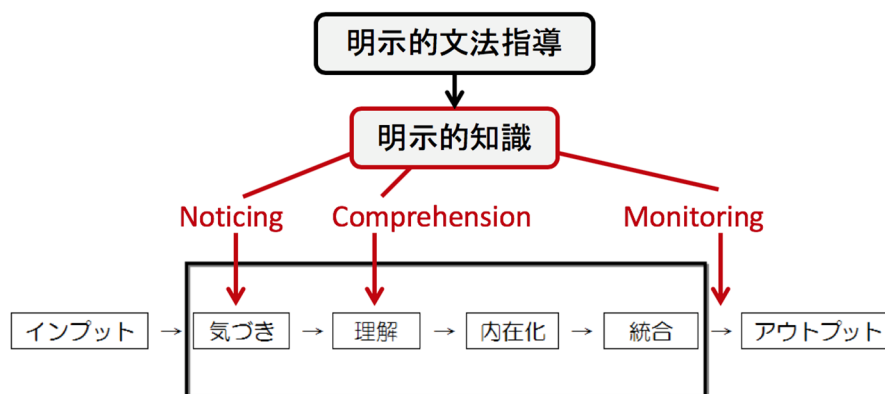 明示的文法指導
明示的知識
Noticing
Comprehension
Monitoring
インプット → 気づき → 理解 → 内在化 → 統合 → アウトプット